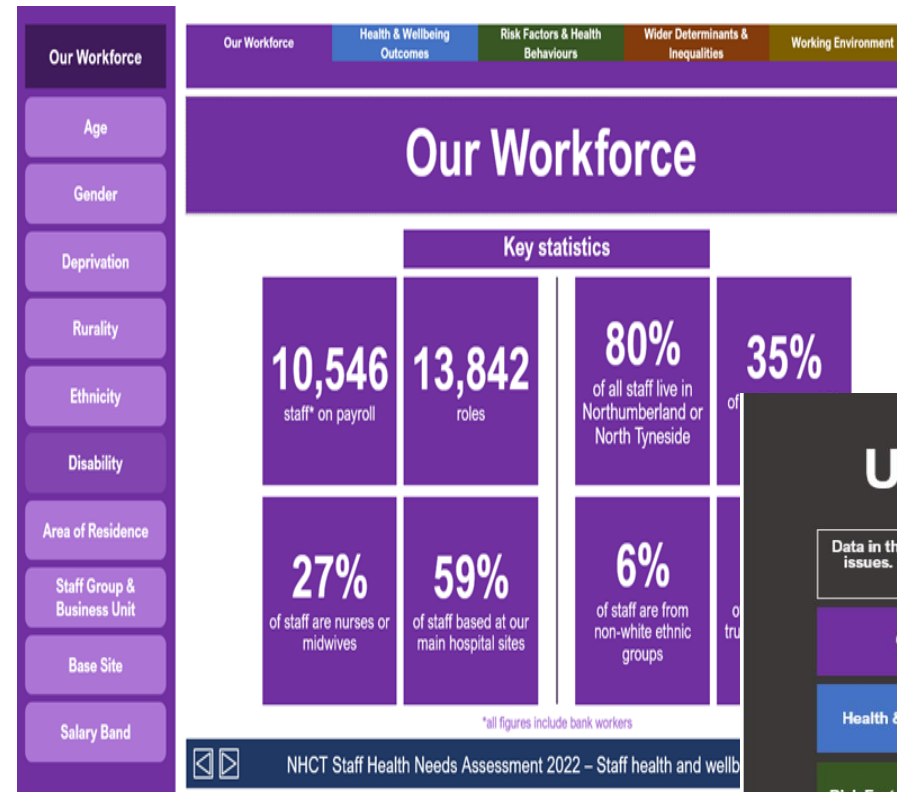 Our Workforce
Age
Gender
Deprivation
Rurality
Ethnicity
Disability
Area of Residence
Staff Group &
Business Unit
Base Site
Salary Band
Our Workforce
Health & Wellbeing
Outcomes
Risk Factors & Health
Behaviours
Wider Determinants &
Inequalities
Working Environment
Our Workforce
Key statistics
10,546
staff* on payroll
13,842
roles
80%
of all staff live in
Northumberland or
North Tyneside
35%
of
27%
of staff are nurses or
midwives
59%
of staff based at our
main hospital sites
6%
of staff are from
non-white ethnic
groups
*all figures include bank workers
NHCT Staff Health Needs Assessment 2022 – Staff health and wellb
U
Data in th
issues.
Health &